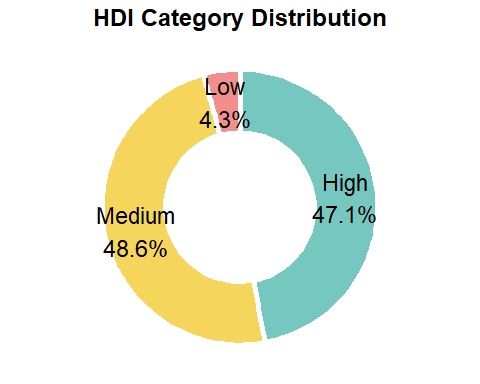 HDI Category Distribution
Low
4.3%
High
47.1%
Medium
48.6%